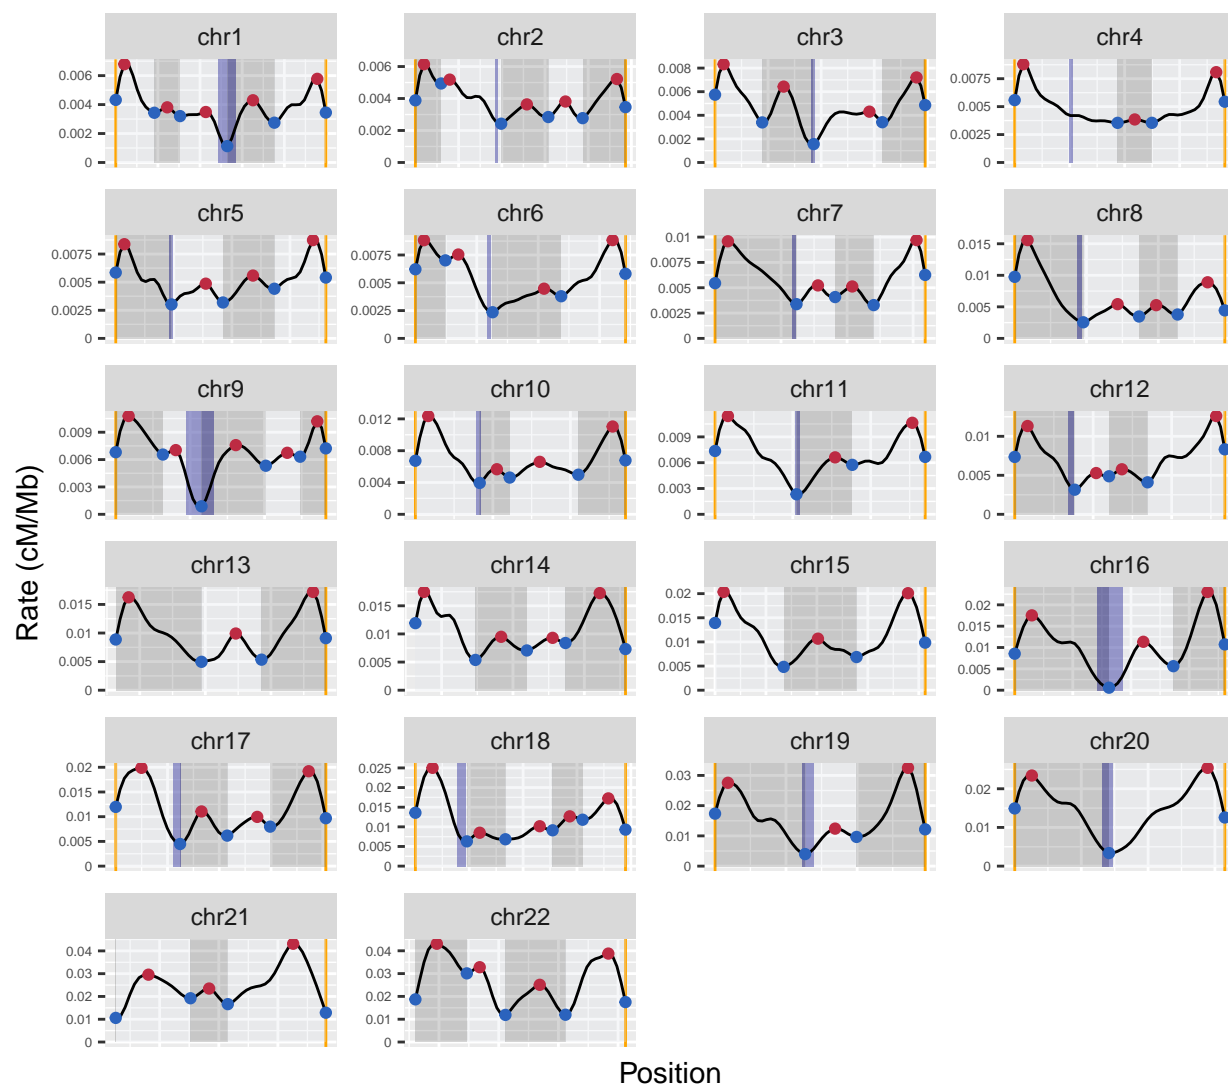 chr1 chr2 chr3 chr4
0.006 0.006 0.008 0.0075
0.004 0.004 0.006 0.005
0.002 0.002 0.004 0.0025
0 0 0.002 0
0
chr5 chr6 chr7 chr8
0.0075 0.0075 0.01 0.015
0.005 0.005 0.0075 0.01
0.0025 0.0025 0.005 0.005
0 0 0.0025 0
0
chr9 chr10 chr11 chr12
0.009 0.012 0.009 0.01
0.006 0.008 0.006 0.005
0.003 0.004 0.003 0
0 0 0
chr13 chr14 chr15 chr16
0.015 0.015 0.02 0.02
0.01 0.01 0.015 0.015
0.005 0.005 0.01 0.01
0 0 0.005 0.005
0 0
chr17 chr18 chr19 chr20
0.02 0.025 0.03 0.02
0.015 0.02 0.02 0.01
0.01 0.015 0.01 0
0.005 0.01 0
0 0.005
0
chr21 chr22
0.04 0.04
0.03 0.03
0.02 0.02
0.01 0.01
0 0
Rate (cM/Mb)
Position